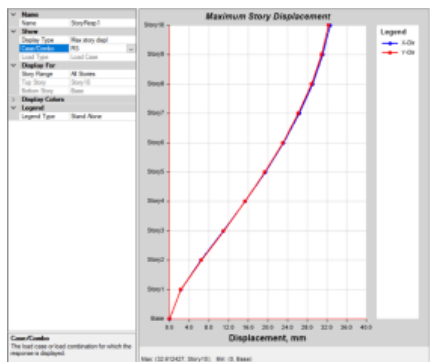 Name
Name StoryResp1
Show
Display Type Max story displ
Case/Combo RS
Load Type Load Case
Display For
Story Range All Stories
Top Story Story10
Bottom Story Base
Display Colors
Legend
Legend Type Stand Alone
Case/Combo
The load case or load combination for which the
response is displayed.
Maximum Story Displacement
Story10
Story9
Story8
Story7
Story6
Story5
Story4
Story3
Story2
Story1
Base
0.0 4.0 8.0 12.0 16.0 20.0 24.0 28.0 32.0 36.0 40.0
Displacement, mm
Legend
X-Dir
Y-Dir
Max: (32.612427, Story10); Min: (0, Base)